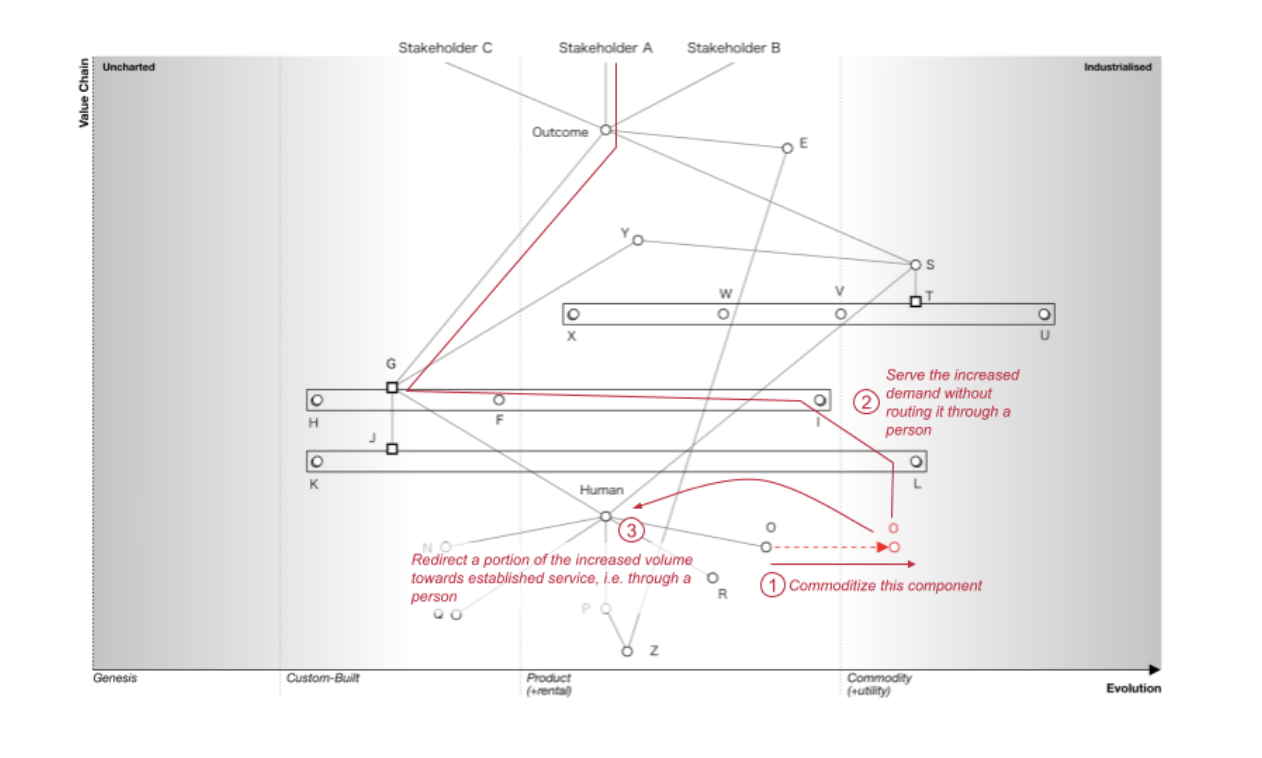 Stakeholder C
Stakeholder A
Stakeholder B
Value Chain
Uncharted
Industrialised
Outcome
E
Y
S
W
V
T
X
U
G
Serve the increased
demand without
routing it through a
person
2
H
F
I
J
K
L
Human
3
O
O
N
Redirect a portion of the increased volume
towards established service, i.e. through a
person
1
Commoditize this component
R
Q
P
Z
Genesis
Custom-Built
Product
(+rental)
Commodity
(+utility)
Evolution